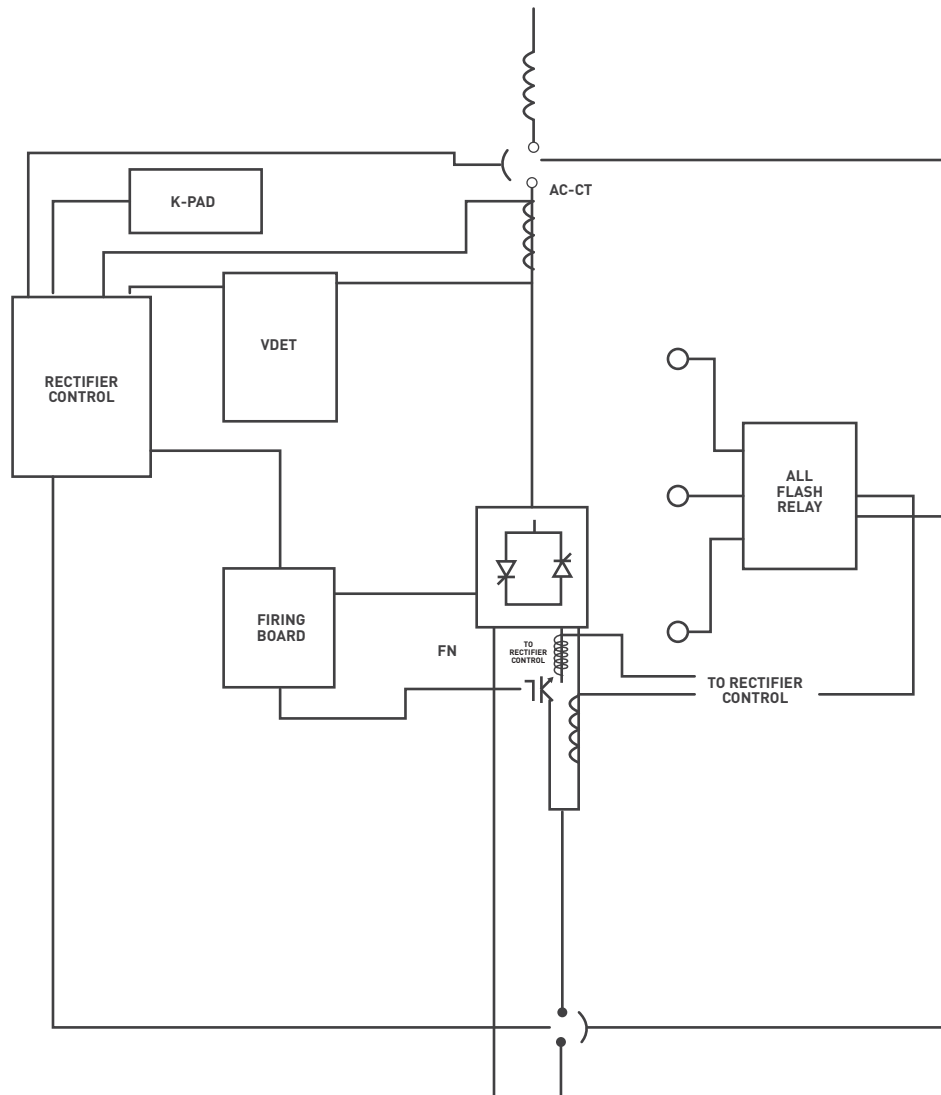 AC-CT
K-PAD
VDET
RECTIFIER
CONTROL
ALL
FLASH
RELAY
FIRING
BOARD
FN
TO
RECTIFIER
CONTROL
TO RECTIFIER
CONTROL